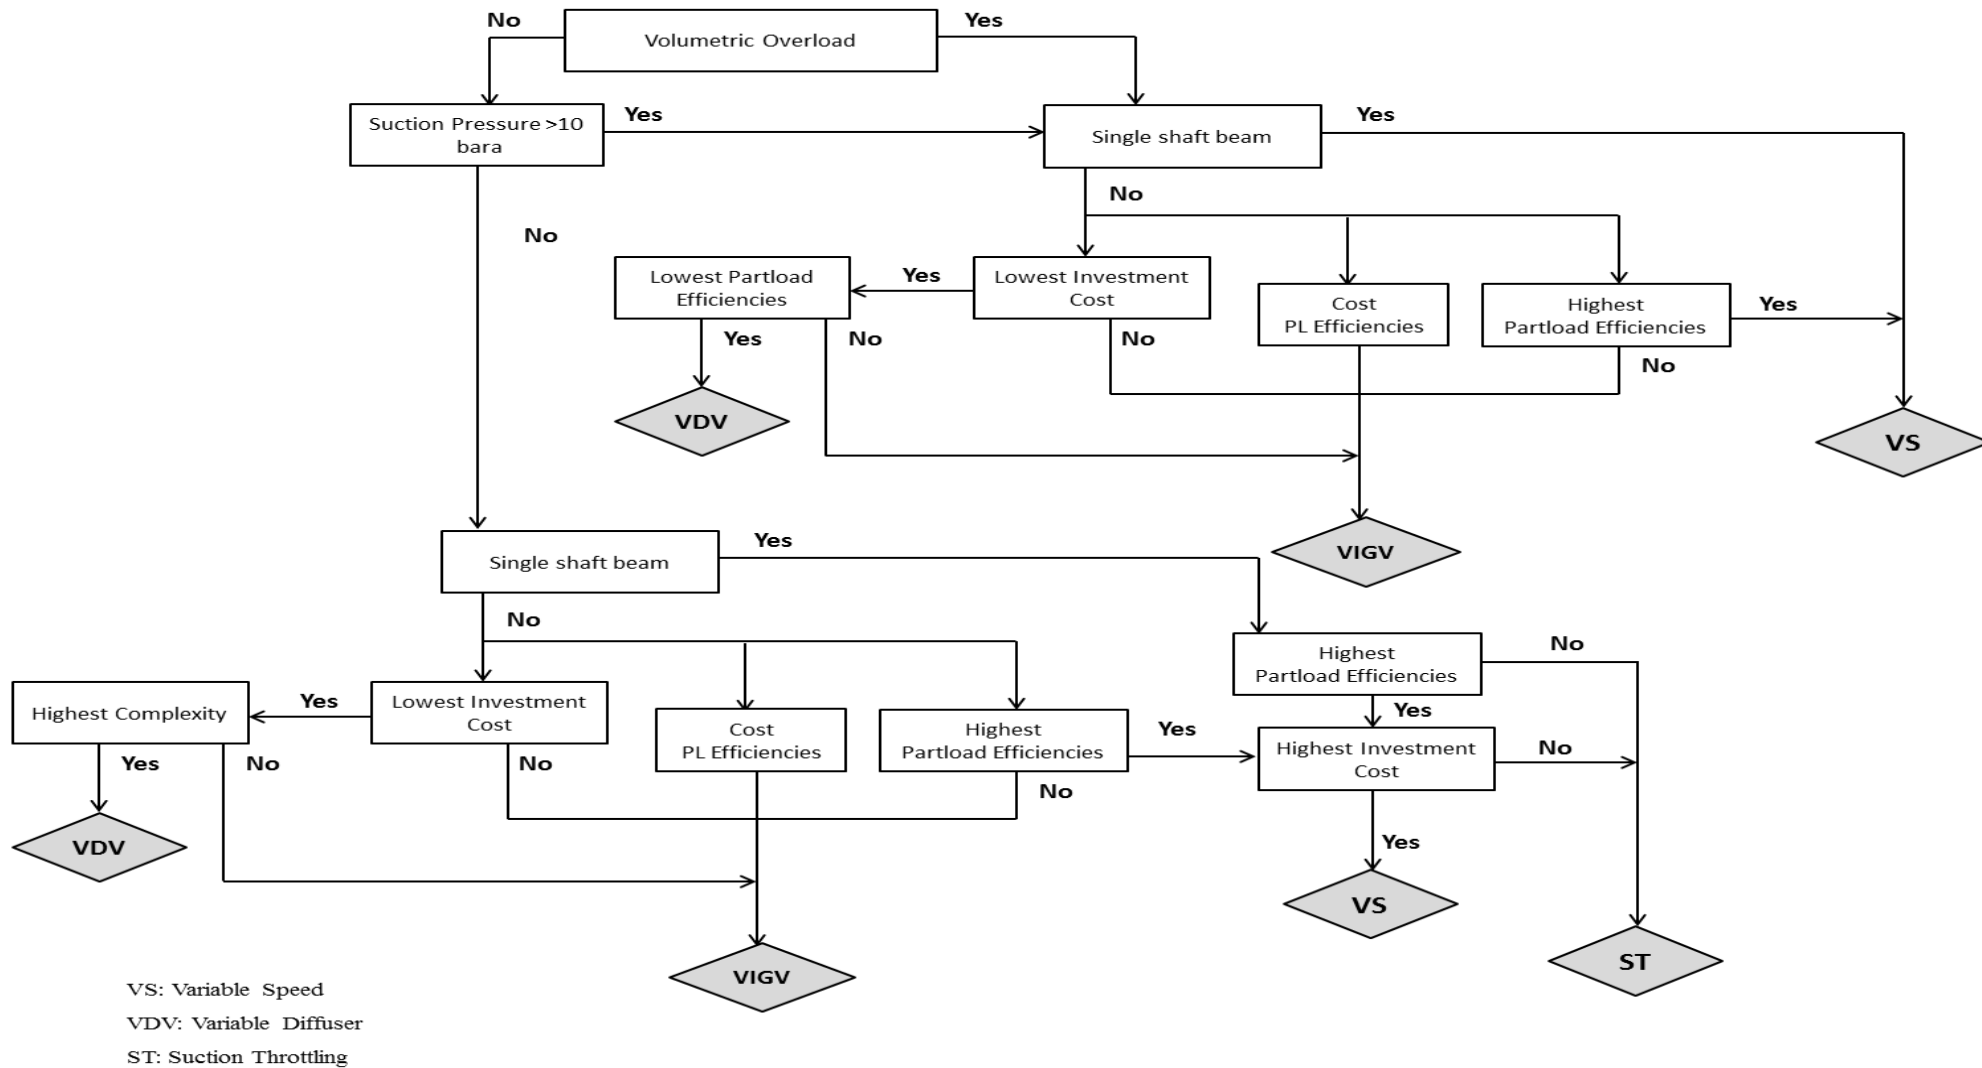 No
Yes
Volumetric Overload
Suction Pressure >10
bara
Yes
Single shaft beam
Yes
No
No
Lowest Partload
Efficiencies
Yes
Lowest Investment
Cost
Cost
PL Efficiencies
Highest
Partload Efficiencies
Yes
Yes
No
No
No
VDV
VS
VIGV
Single shaft beam
Yes
No
Highest
Partload Efficiencies
No
Yes
Highest Complexity
Yes
Lowest Investment
Cost
Cost
PL Efficiencies
Highest
Partload Efficiencies
Yes
Highest Investment
Cost
No
Yes
No
No
No
Yes
VDV
VS
VIGV
ST
VS: Variable Speed
VDV: Variable Diffuser
ST: Suction Throttling